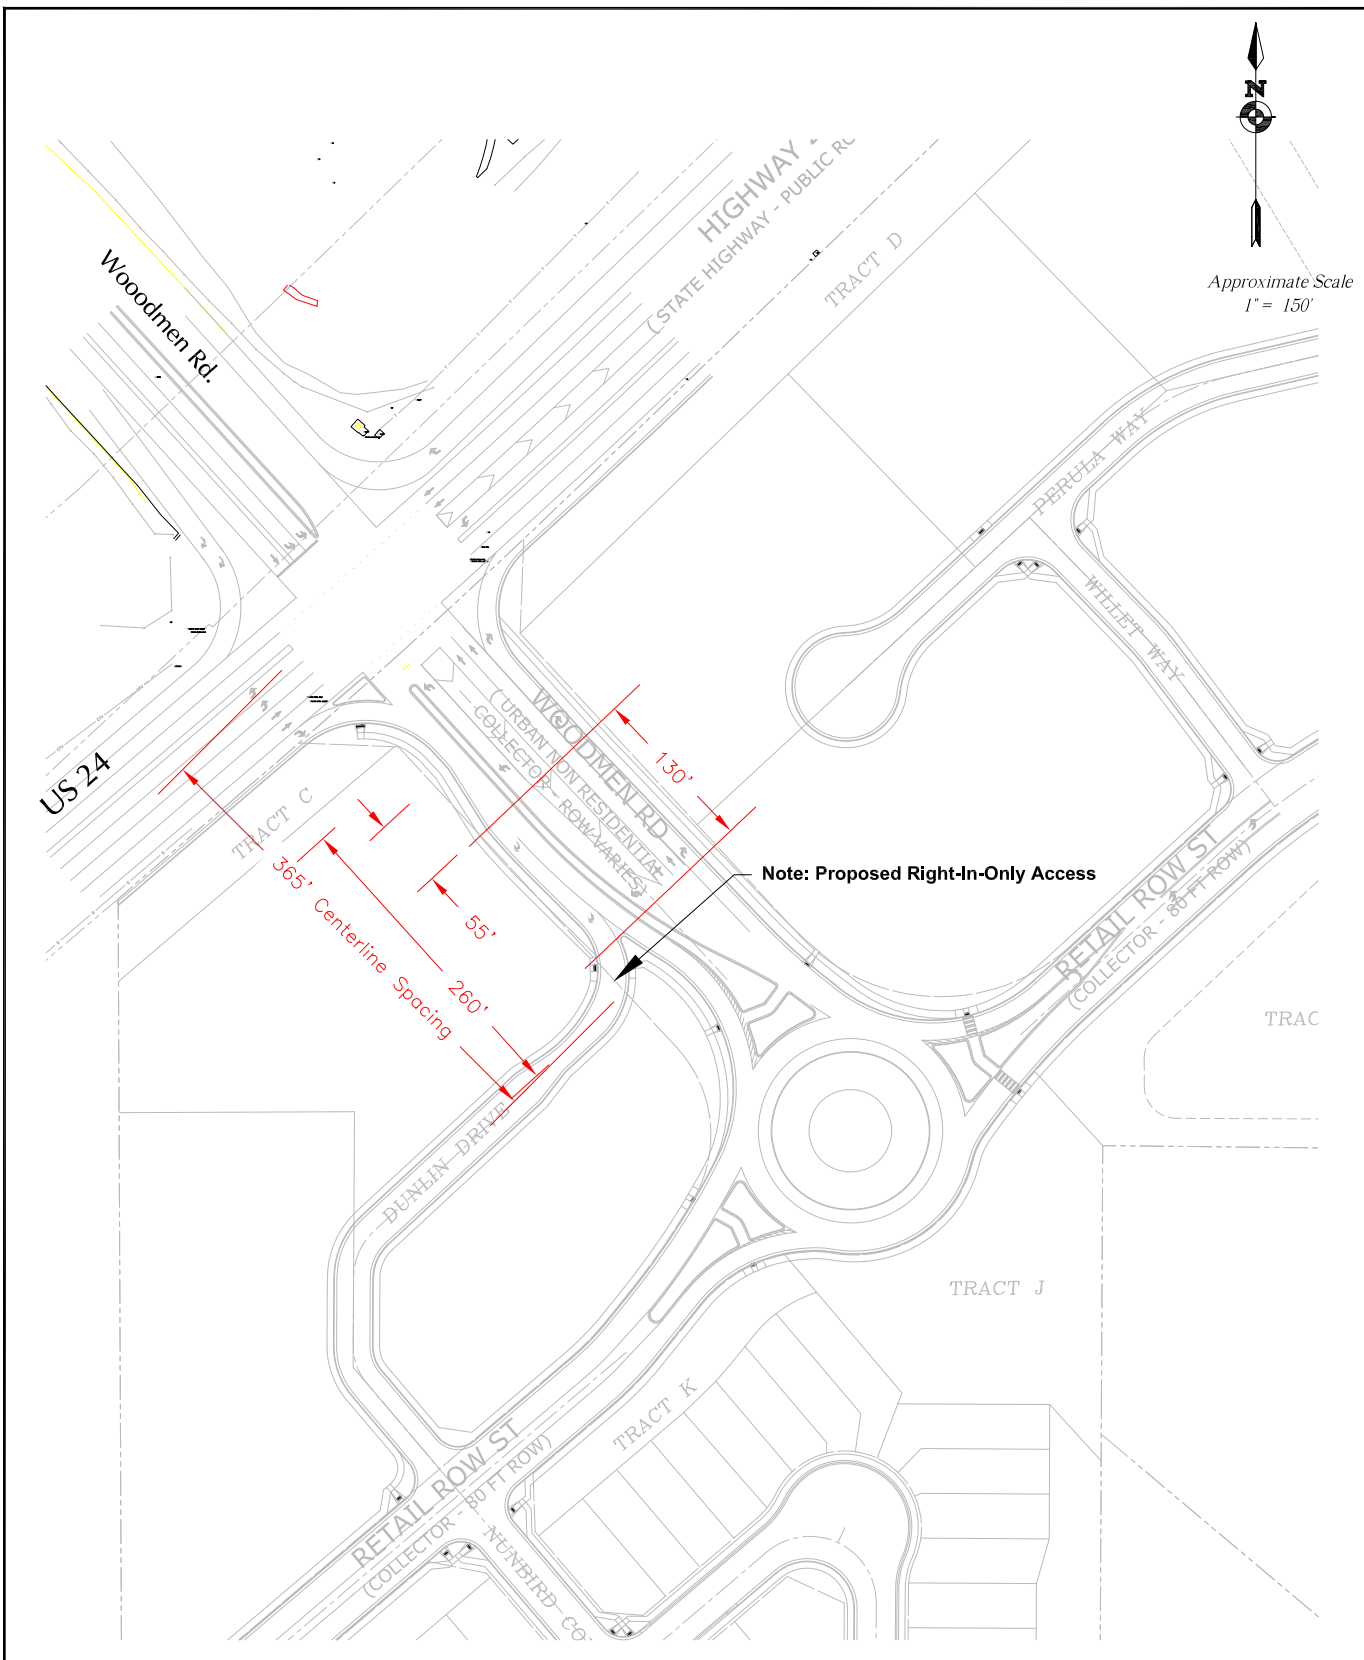 N
Approximate Scale
1" = 150'
HIGHWAY
(STATE HIGHWAY - PUBLIC RO
TRACT D
Wooodmen Rd.
PERULA WAY
WILLET WAY
WOODMEN RD
(URBAN NON RESIDENTIAL
COLLECTOR - ROW VARIES)
130'
US 24
TRACT C
365' Centerline Spacing
55'
260'
Note: Proposed Right-In-Only Access
RETAIL ROW ST
(COLLECTOR - 80 FT ROW)
TRAC
DUNLIN DRIVE
TRACT J
TRACT K
RETAIL ROW ST
(COLLECTOR - 80 FT ROW)
NUNBIRD CO